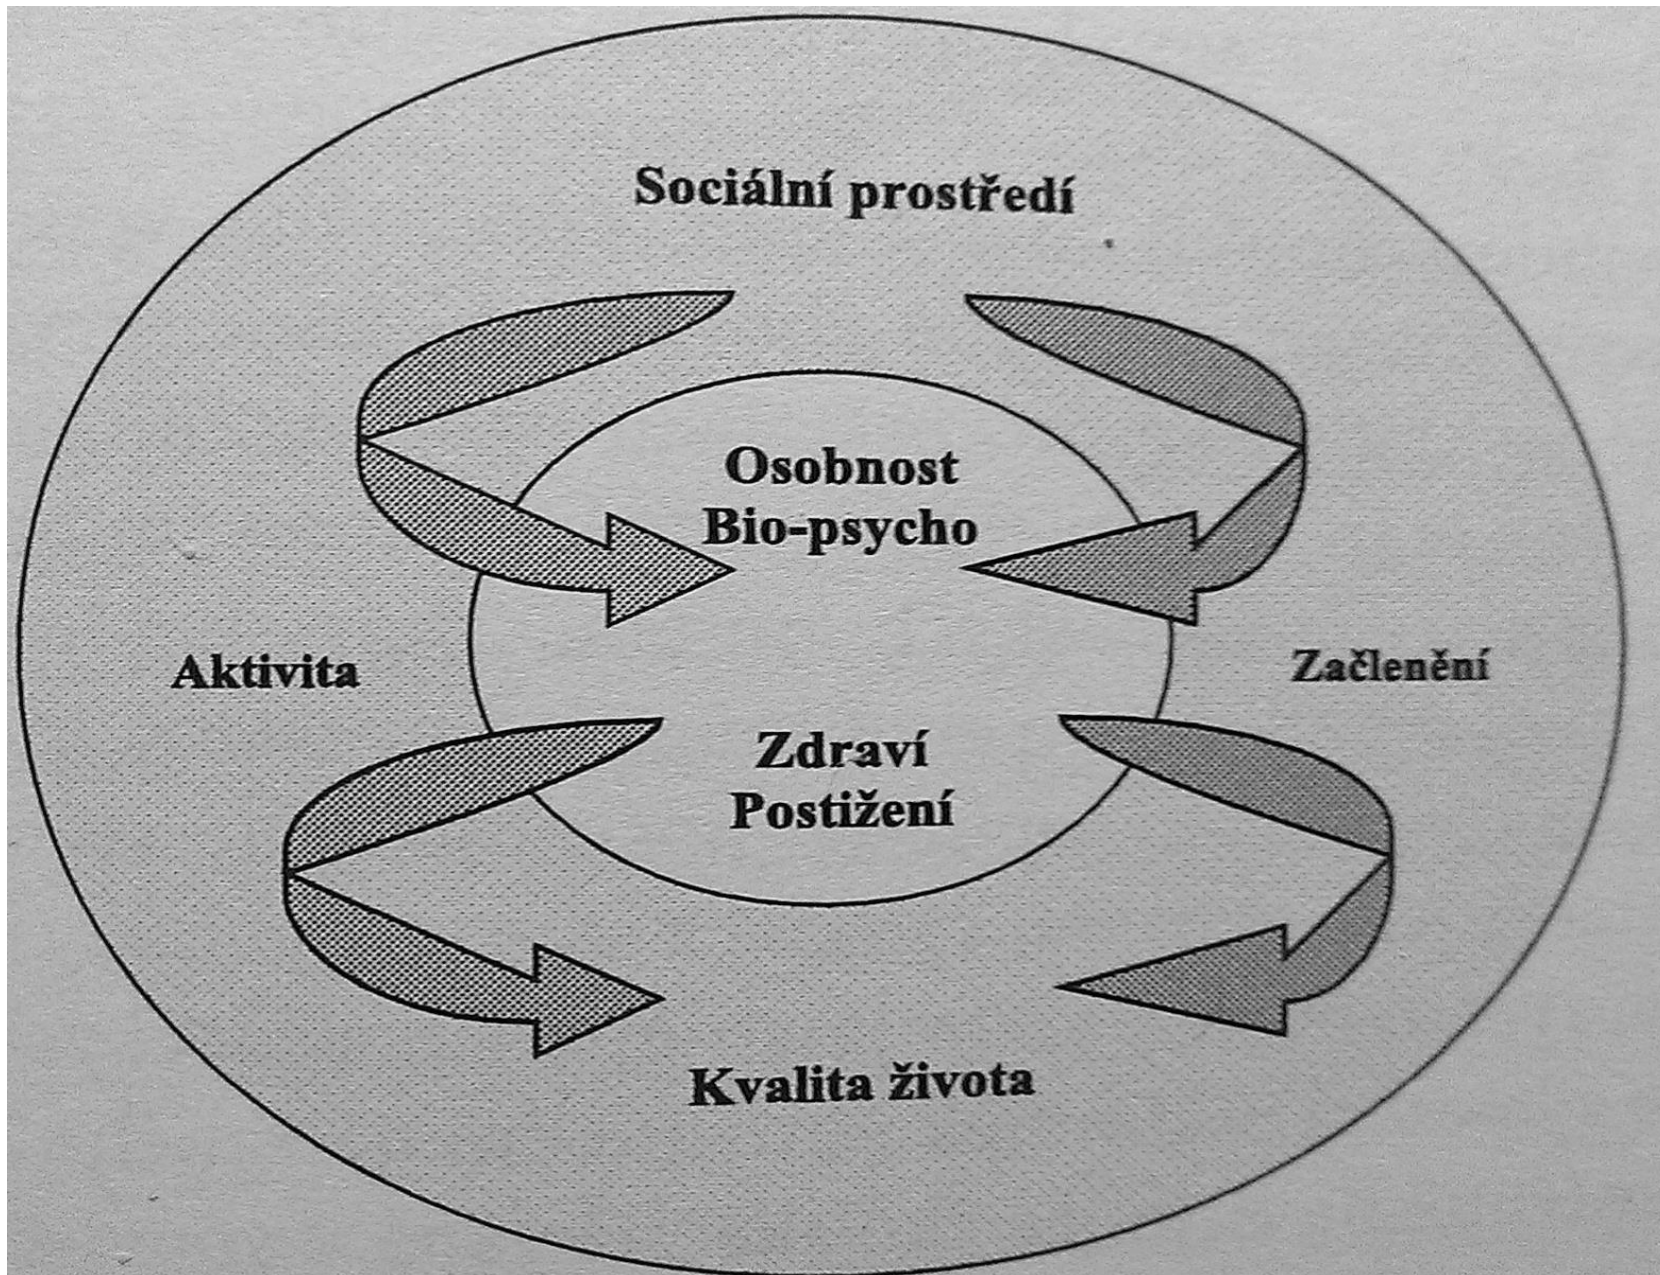 Sociální prostředí
Osobnost
Bio-psycho
Aktivita
Začlenění
Zdraví
Postižení
Kvalita života